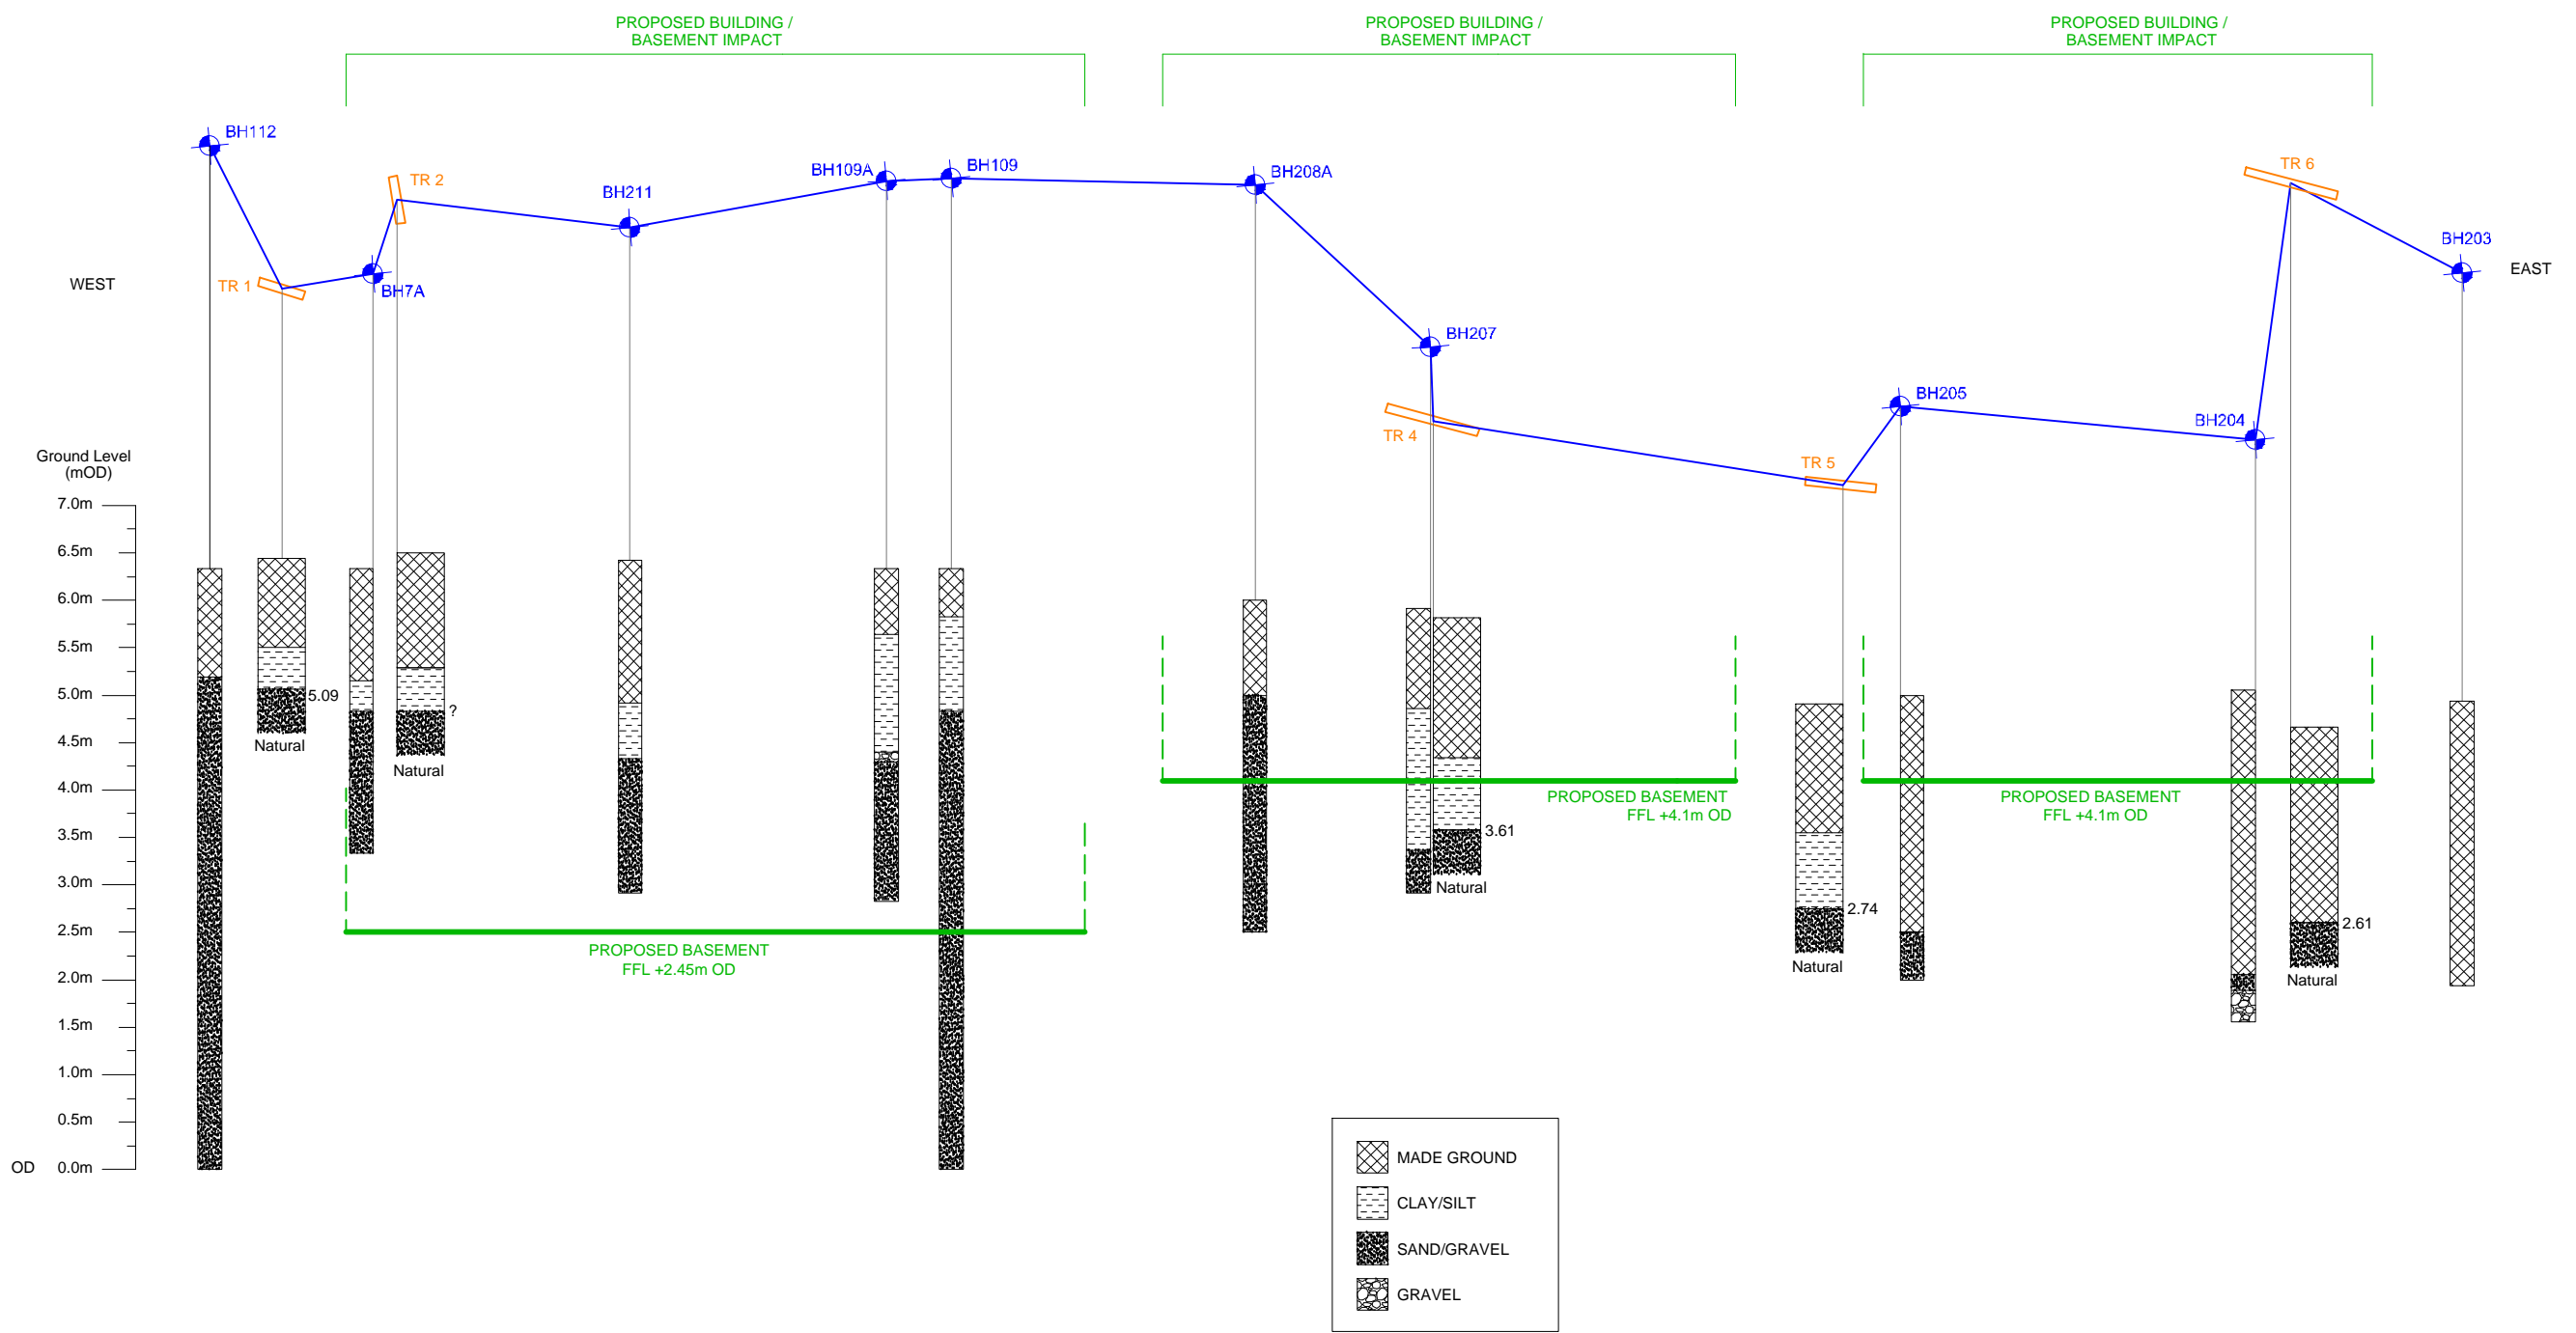 PROPOSED BUILDING /
BASEMENT IMPACT
PROPOSED BUILDING /
BASEMENT IMPACT
PROPOSED BUILDING /
BASEMENT IMPACT
BH112
TR 2
BH211
BH109A
BH109
BH208A
TR 6
BH203
WEST
TR 1
BH7A
EAST
BH207
TR 4
BH205
BH204
TR 5
Ground Level
(mOD)
7.0m
6.5m
6.0m
5.5m
5.0m
4.5m
4.0m
3.5m
3.0m
2.5m
2.0m
1.5m
1.0m
0.5m
OD 0.0m
5.09
Natural
?
Natural
PROPOSED BASEMENT
FFL +2.45m OD
PROPOSED BASEMENT
FFL +4.1m OD
3.61
Natural
PROPOSED BASEMENT
FFL +4.1m OD
2.74
Natural
2.61
Natural
MADE GROUND
CLAY/SILT
SAND/GRAVEL
GRAVEL